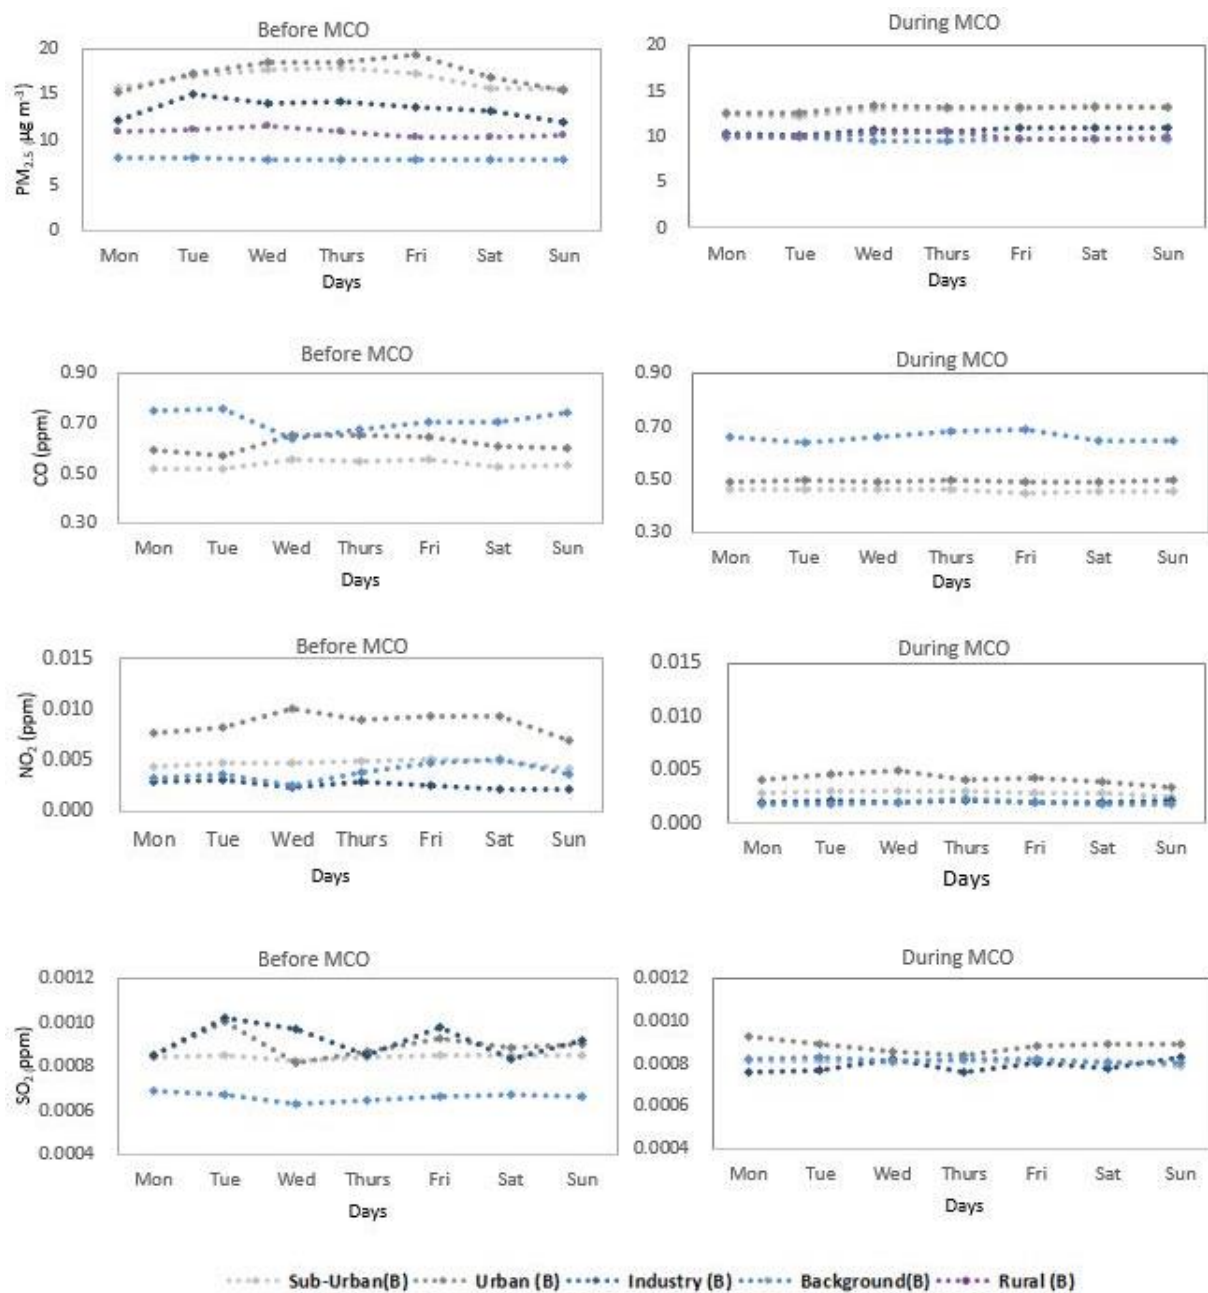 Before MCO
During MCO
20
15
10
5
0
PM2.5 (µg m-3)
Mon Tue Wed Thurs Fri Sat Sun
Days
20
15
10
5
0
Mon Tue Wed Thurs Fri Sat Sun
Days
Before MCO
During MCO
0.90
0.70
0.50
0.30
CO (ppm)
Mon Tue Wed Thurs Fri Sat Sun
Days
0.90
0.70
0.50
0.30
Mon Tue Wed Thurs Fri Sat Sun
Days
Before MCO
During MCO
0.015
0.010
0.005
0.000
NO2 (ppm)
Mon Tue Wed Thurs Fri Sat Sun
Days
0.015
0.010
0.005
0.000
Mon Tue Wed Thurs Fri Sat Sun
Days
Before MCO
During MCO
0.0012
0.0010
0.0008
0.0006
0.0004
SO2 (ppm)
Mon Tue Wed Thurs Fri Sat Sun
Days
0.0012
0.0010
0.0008
0.0006
0.0004
Mon Tue Wed Thurs Fri Sat Sun
Days
Sub-Urban(B) Urban (B) Industry (B) Background(B) Rural (B)